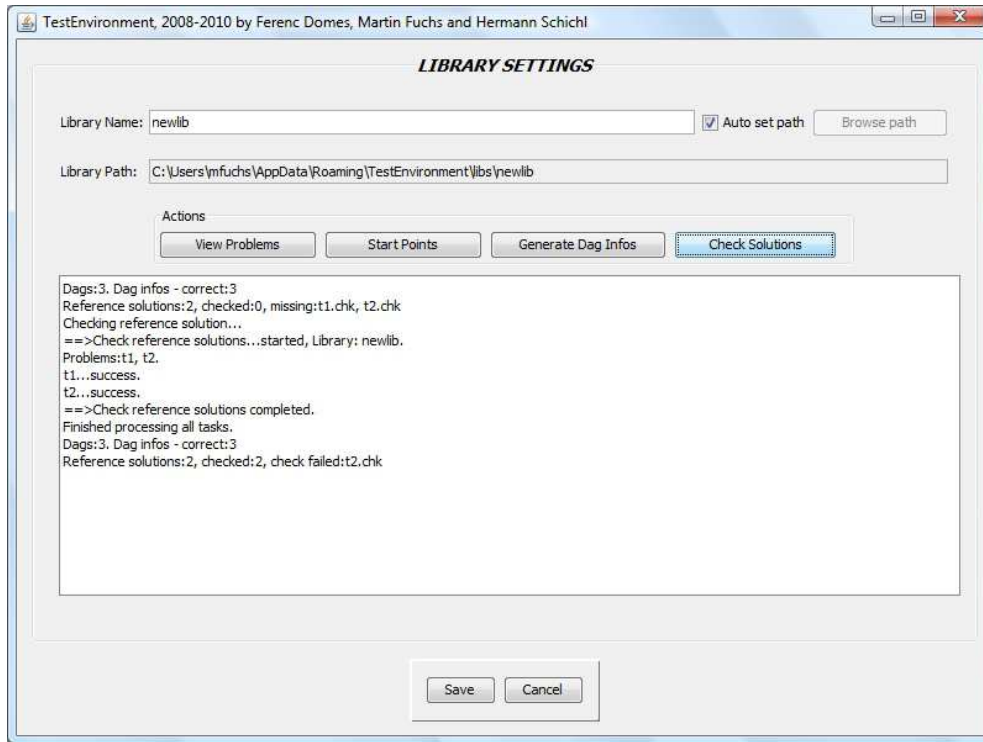 TestEnvironment, 2008-2010 by Ferenc Domes, Martin Fuchs and Hermann Schichl
LIBRARY SETTINGS
Library Name: newlib Auto set path Browse path
Library Path: C:\Users\mfuchs\AppData\Roaming\TestEnvironment\libs\newlib
Actions
View Problems Start Points Generate Dag Infos Check Solutions
Dags:3. Dag infos - correct:3
Reference solutions:2, checked:0, missing:t1.chk, t2.chk
Checking reference solution...
==>Check reference solutions...started, Library: newlib.
Problems:t1, t2.
t1...success.
t2...success.
==>Check reference solutions completed.
Finished processing all tasks.
Dags:3. Dag infos - correct:3
Reference solutions:2, checked:2, check failed:t2.chk
Save Cancel